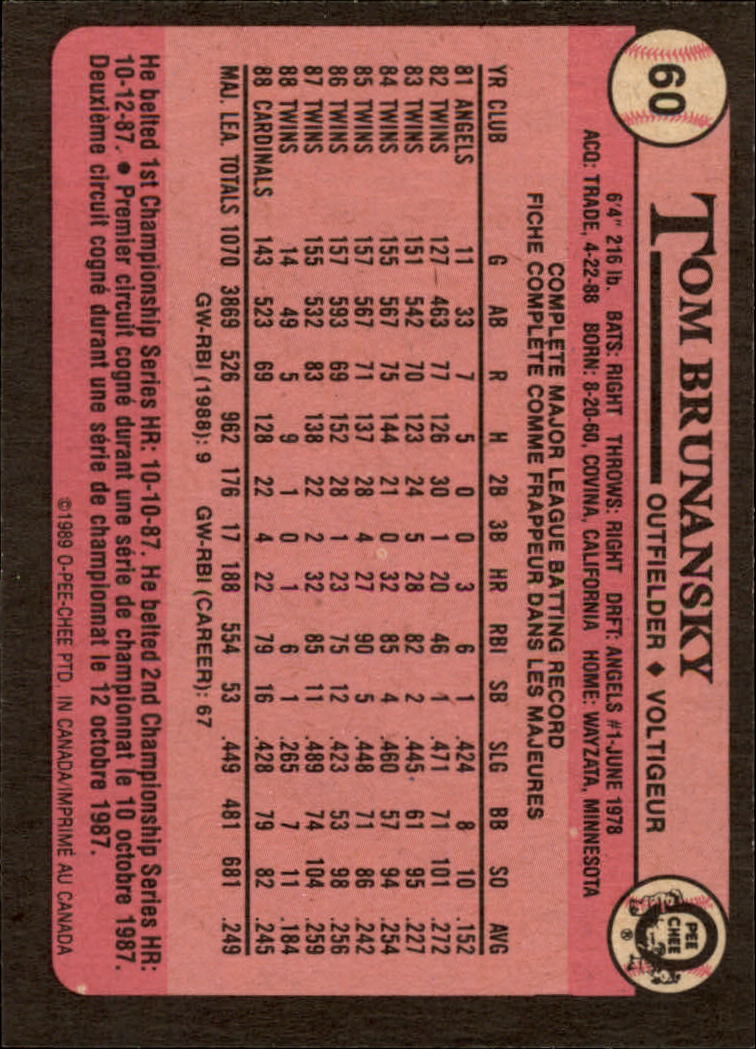 60
TOM BRUNANSKY
OUTFIELDER ♦ VOLTIGEUR
O PEE CHEE ®
6'4" 216 lb. BATS: RIGHT THROWS: RIGHT DRFT: ANGELS #1-JUNE 1978
ACQ: TRADE, 4-22-88 BORN: 8-20-60, COVINA, CALIFORNIA HOME: WAYZATA, MINNESOTA
COMPLETE MAJOR LEAGUE BATTING RECORD
FICHE COMPLÈTE COMME FRAPPEUR DANS LES MAJEURES
YR CLUB G AB R H 2B 3B HR RBI SB SLG BB SO AVG
81 ANGELS 11 33 7 5 0 0 3 6 1 .424 8 10 .152
82 TWINS 127 463 77 126 30 1 20 46 1 .471 71 101 .272
83 TWINS 151 542 70 123 24 5 28 82 2 .445 61 95 .227
84 TWINS 155 567 75 144 21 0 32 85 4 .460 57 94 .254
85 TWINS 157 567 71 137 28 4 27 90 5 .448 71 86 .242
86 TWINS 157 593 69 152 28 1 23 75 12 .423 53 98 .256
87 TWINS 155 532 83 138 22 2 32 85 11 .489 74 104 .259
88 TWINS 14 49 5 9 1 0 1 6 1 .265 7 11 .184
88 CARDINALS 143 523 69 128 22 4 22 79 16 .428 79 82 .245
MAJ. LEA. TOTALS 1070 3869 526 962 176 17 188 554 53 .449 481 681 .249
GW-RBI (1988): 9 GW-RBI (CAREER): 67
He belted 1st Championship Series HR: 10-10-87. He belted 2nd Championship Series HR:
10-12-87. ● Premier circuit cogné durant une série de championnat le 10 octobre 1987.
Deuxième circuit cogné durant une série de championnat le 12 octobre 1987.
©1989 O-PEE-CHEE PTD. IN CANADA/IMPRIMÉ AU CANADA